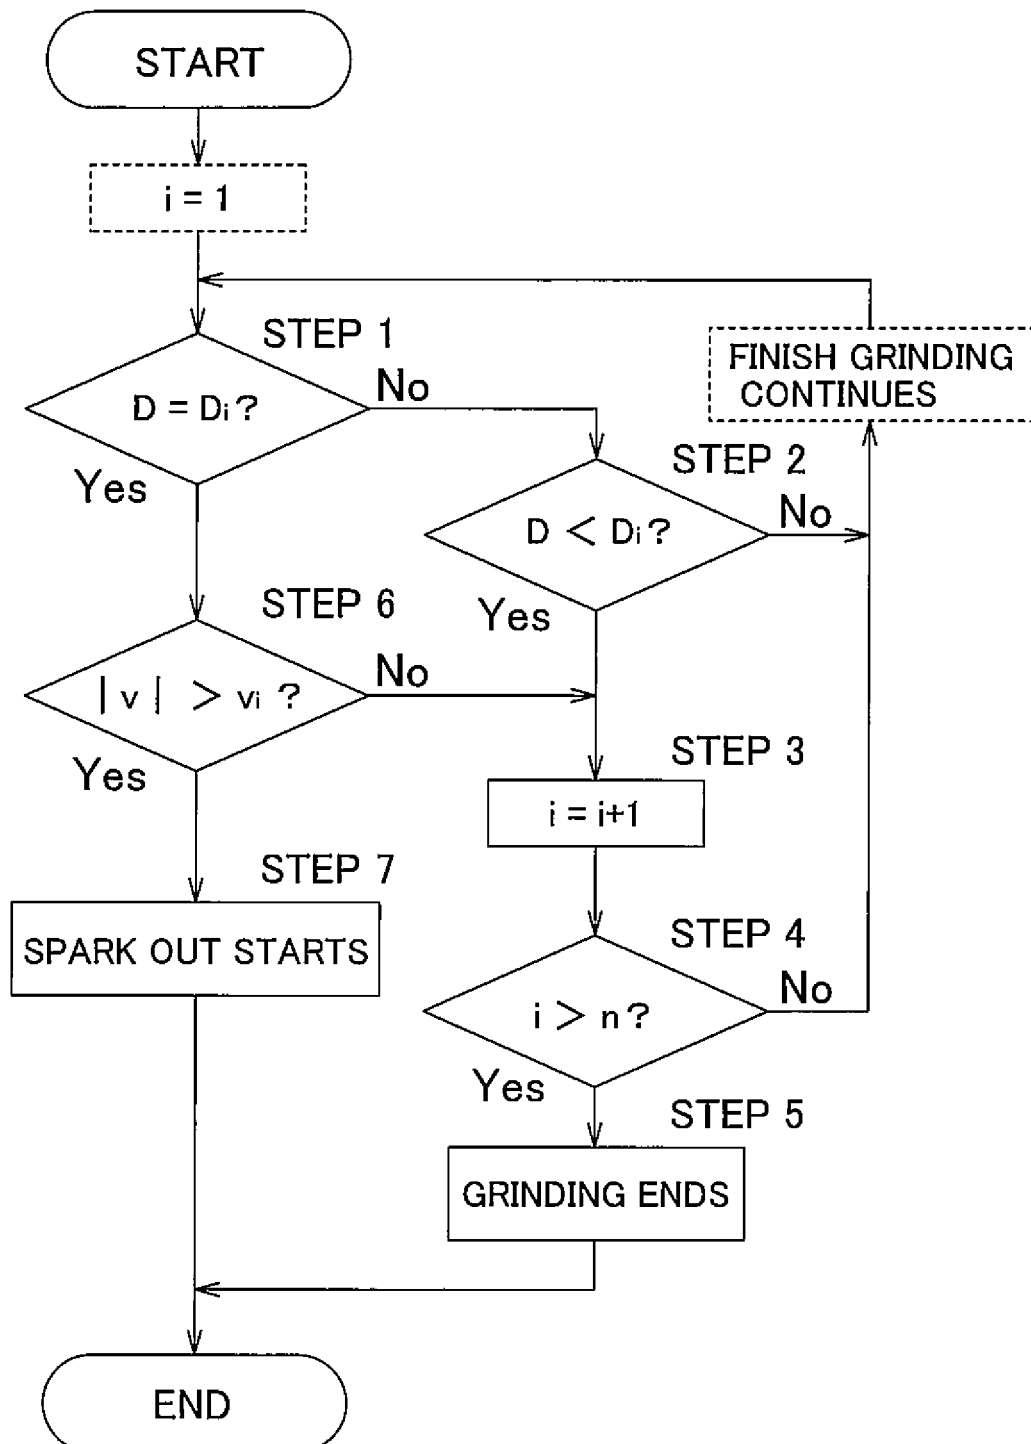 START
i = 1
STEP 1
D = Di ?
No
Yes
FINISH GRINDING
CONTINUES
STEP 2
D < Di ?
No
Yes
STEP 6
| v | > vi ?
No
Yes
STEP 3
i = i+1
STEP 7
SPARK OUT STARTS
STEP 4
i > n ?
No
Yes
STEP 5
GRINDING ENDS
END